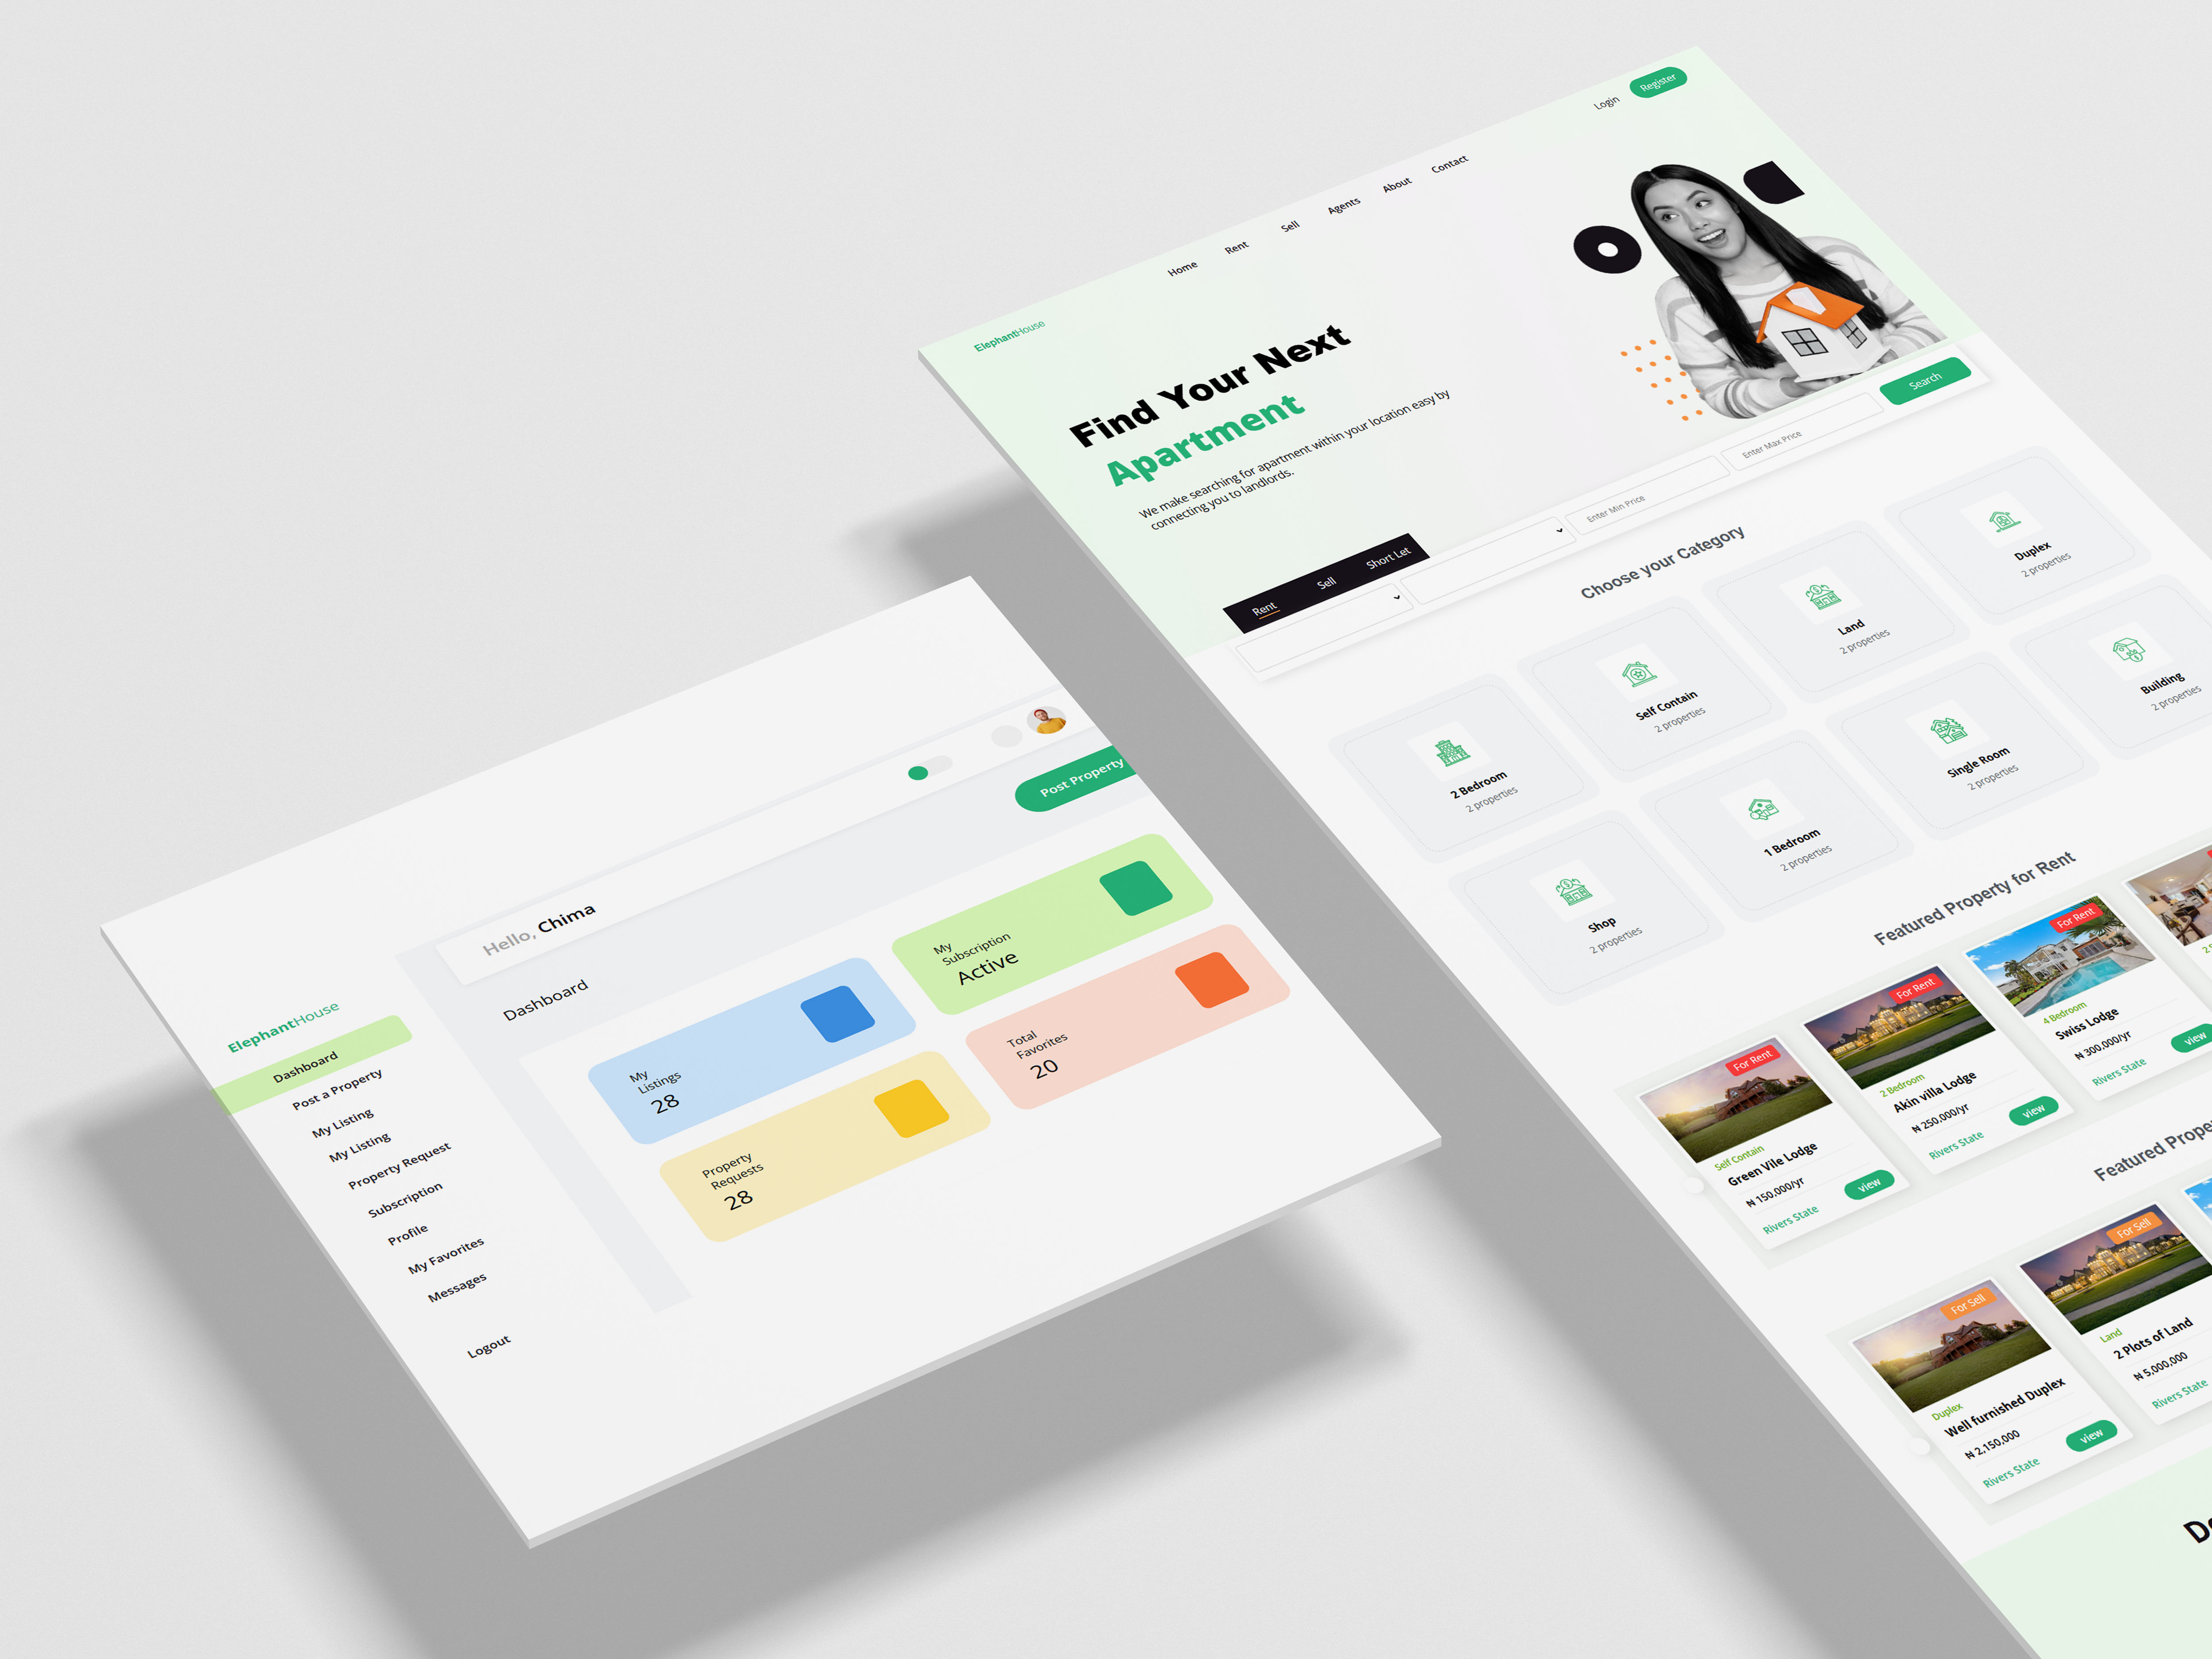 ElephantHouse
Dashboard
Post a Property
My Listing
My Listing
Property Request
Subscription
Profile
My Favorites
Messages
Logout
Hello, Chima
Dashboard
Post Property
My
Listings
28
My
Subscription
Active
Property
Requests
28
Total
Favorites
20
ElephantHouse
Home
Rent
Sell
Agents
About
Contact
Login
Register
Find Your Next
Apartment
We make searching for apartment within your location easy by
connecting you to landlords.
Rent
Sell
Short Let
Enter Min Price
Enter Max Price
Search
Choose your Category
2 Bedroom
2 properties
Self Contain
2 properties
Land
2 properties
Duplex
2 properties
Shop
2 properties
1 Bedroom
2 properties
Single Room
2 properties
Building
2 properties
Featured Property for Rent
For Rent
Self Contain
Green Vile Lodge
₦ 150,000/yr
Rivers State
view
For Rent
2 Bedroom
Akin villa Lodge
₦ 250,000/yr
Rivers State
view
For Rent
4 Bedroom
Swiss Lodge
₦ 300,000/yr
Rivers State
view
Featured
For Sell
Duplex
Well furnished Duplex
₦ 2,150,000
Rivers State
view
For Sell
Land
2 Plots of Land
₦ 5,000,000
Rivers State